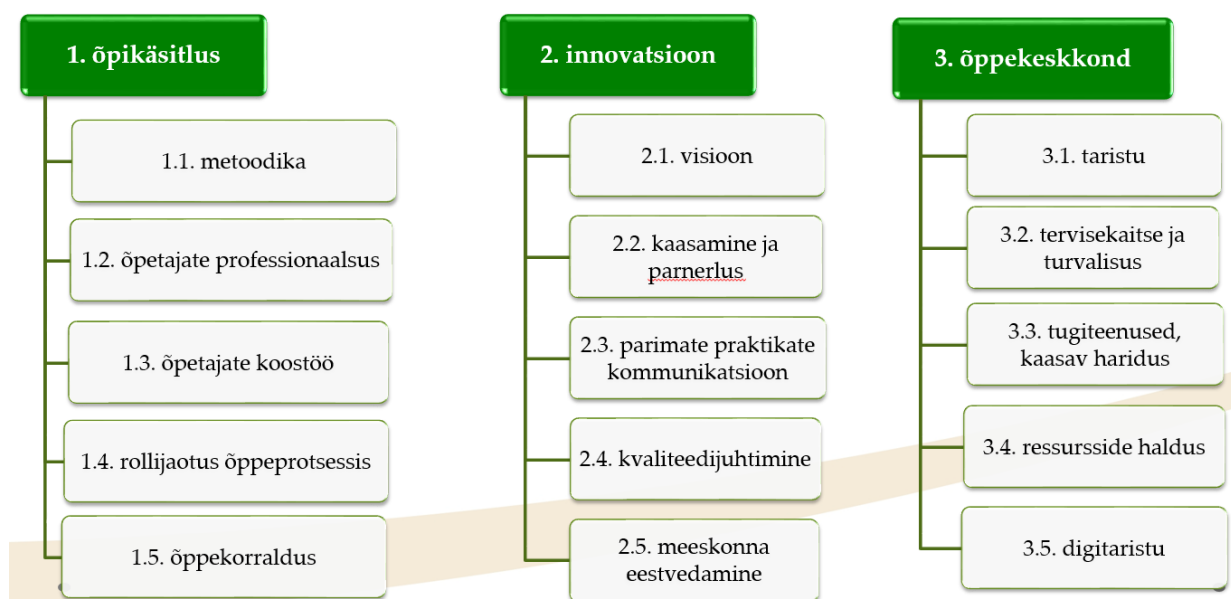 1. õpikäsitlus
1.1. metoodika
1.2. õpetajate professionaalsus
1.3. õpetajate koostöö
1.4. rollijaotus õppeprotsessis
1.5. õppekorraldus
2. innovatsioon
2.1. visioon
2.2. kaasamine ja
parnerlus
2.3. parimate praktikate
kommunikatsioon
2.4. kvaliteedijuhtimine
2.5. meeskonna
eestvedamine
3. õppekeskkond
3.1. taristu
3.2. tervisekaitse ja
turvalisus
3.3. tugiteenused,
kaasav haridus
3.4. ressursside haldus
3.5. digitaristu